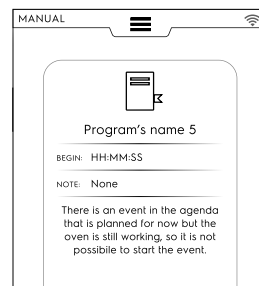 MANUAL
Program's name 5
BEGIN: HH:MM:SS
NOTE: None
There is an event in the agenda
that is planned for now but the
oven is still working, so it is not
possibile to start the event.